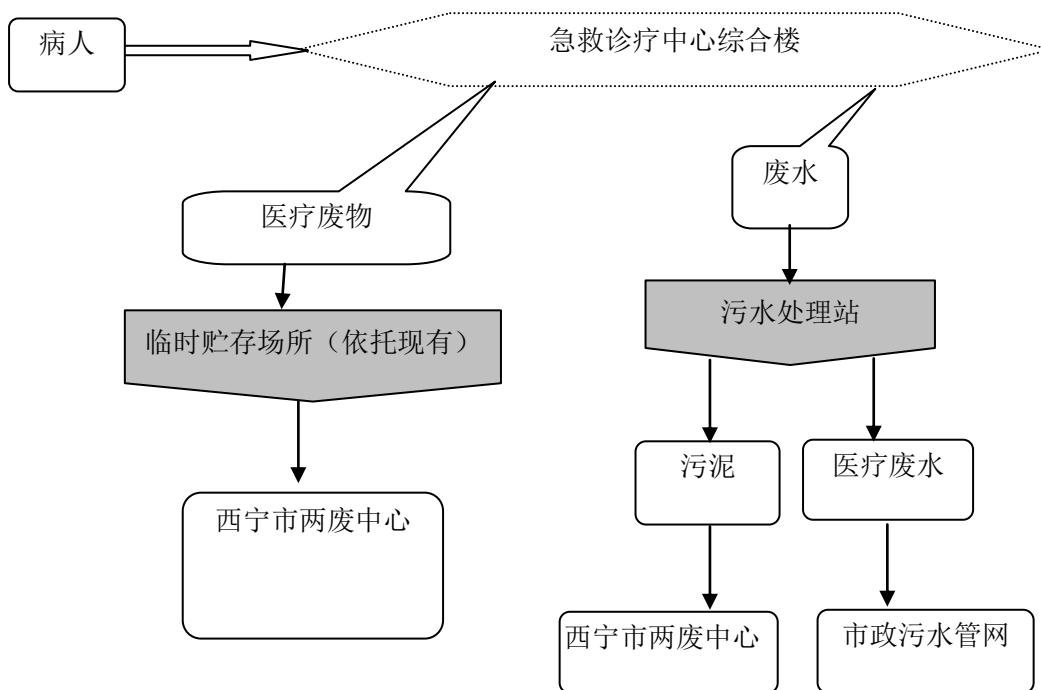 病人
急救诊疗中心综合楼
废水
医疗废物
污水处理站
临时贮存场所（依托现有）
污泥
医疗废水
西宁市两废中心
西宁市两废中心
市政污水管网